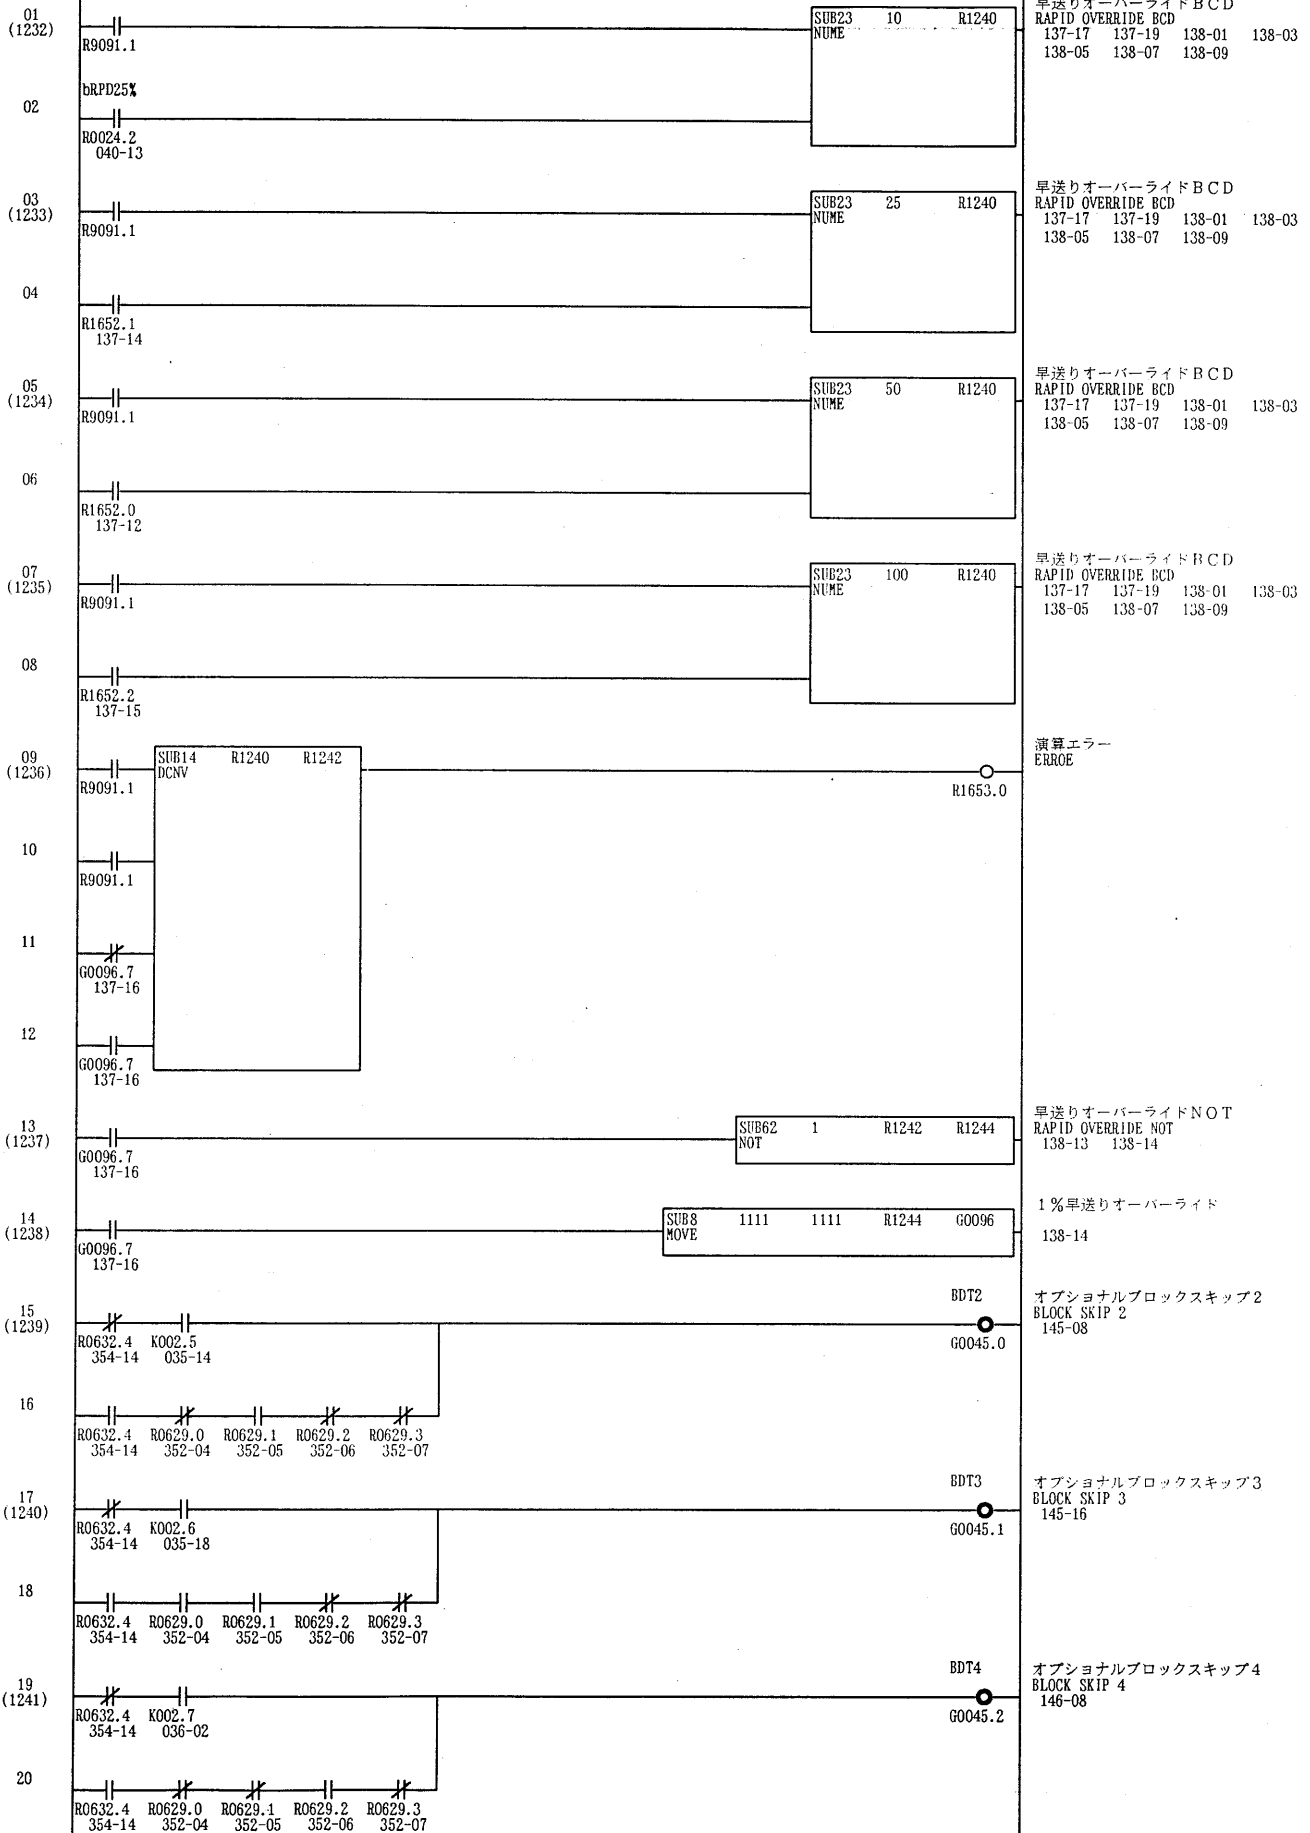 早送りオーバーライドBCD
01 SUB23 10 R1240 RAPID OVERRIDE BCD
(1232) NUME 137-17 137-19 138-01 138-03
R9091.1 138-05 138-07 138-09
bRPD25%
02
R0024.2
040-13
早送りオーバーライドBCD
03 SUB23 25 R1240 RAPID OVERRIDE BCD
(1233) NUME 137-17 137-19 138-01 138-03
R9091.1 138-05 138-07 138-09
04
R1652.1
137-14
早送りオーバーライドBCD
05 SUB23 50 R1240 RAPID OVERRIDE BCD
(1234) NUME 137-17 137-19 138-01 138-03
R9091.1 138-05 138-07 138-09
06
R1652.0
137-12
早送りオーバーライドBCD
07 SUB23 100 R1240 RAPID OVERRIDE BCD
(1235) NUME 137-17 137-19 138-01 138-03
R9091.1 138-05 138-07 138-09
08
R1652.2
137-15
演算エラー
09 SUB14 R1240 R1242 ERROE
(1236) DCNV
R9091.1 R1653.0
10
R9091.1
11
G0096.7
137-16
12
G0096.7
137-16
早送りオーバーライドNOT
13 SUB62 1 R1242 R1244 RAPID OVERRIDE NOT
(1237) NOT 138-13 138-14
G0096.7
137-16
1%早送りオーバーライド
14 SUB8 1111 1111 R1244 G0096
(1238) MOVE 138-14
G0096.7
137-16
BDT2 オプショナルブロックスキップ2
15 BLOCK SKIP 2
(1239) 145-08
R0632.4 K002.5 G0045.0
354-14 035-14
16
R0632.4 R0629.0 R0629.1 R0629.2 R0629.3
354-14 352-04 352-05 352-06 352-07
BDT3 オプショナルブロックスキップ3
17 BLOCK SKIP 3
(1240) 145-16
R0632.4 K002.6 G0045.1
354-14 035-18
18
R0632.4 R0629.0 R0629.1 R0629.2 R0629.3
354-14 352-04 352-05 352-06 352-07
BDT4 オプショナルブロックスキップ4
19 BLOCK SKIP 4
(1241) 146-08
R0632.4 K002.7 G0045.2
354-14 036-02
20
R0632.4 R0629.0 R0629.1 R0629.2 R0629.3
354-14 352-04 352-05 352-06 352-07